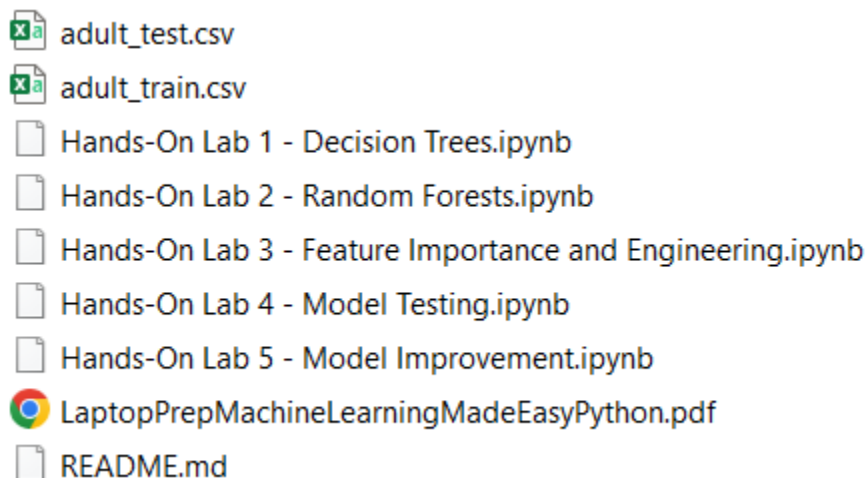 adult_test.csv
adult_train.csv
Hands-On Lab 1 - Decision Trees.ipynb
Hands-On Lab 2 - Random Forests.ipynb
Hands-On Lab 3 - Feature Importance and Engineering.ipynb
Hands-On Lab 4 - Model Testing.ipynb
Hands-On Lab 5 - Model Improvement.ipynb
LaptopPrepMachineLearningMadeEasyPython.pdf
README.md